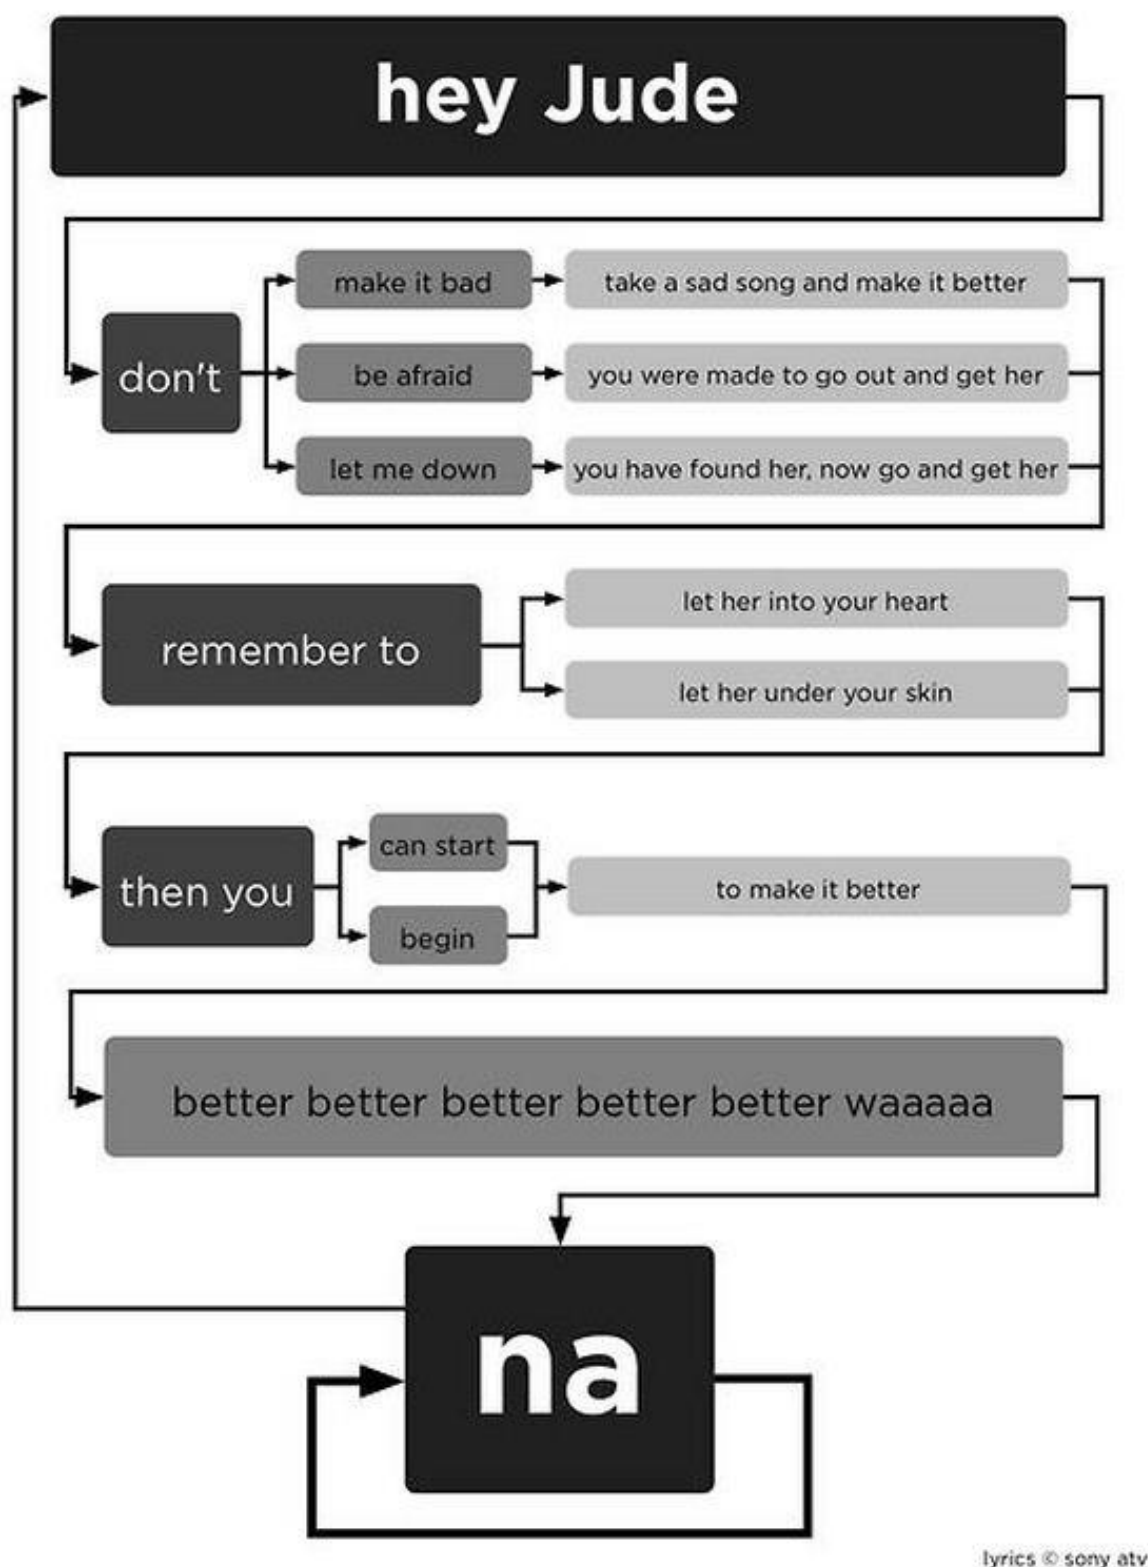 hey Jude
don't
make it bad
take a sad song and make it better
be afraid
you were made to go out and get her
let me down
you have found her, now go and get her
remember to
let her into your heart
let her under your skin
then you
can start
begin
to make it better
better better better better better waaaaa
na
lyrics © sony atv